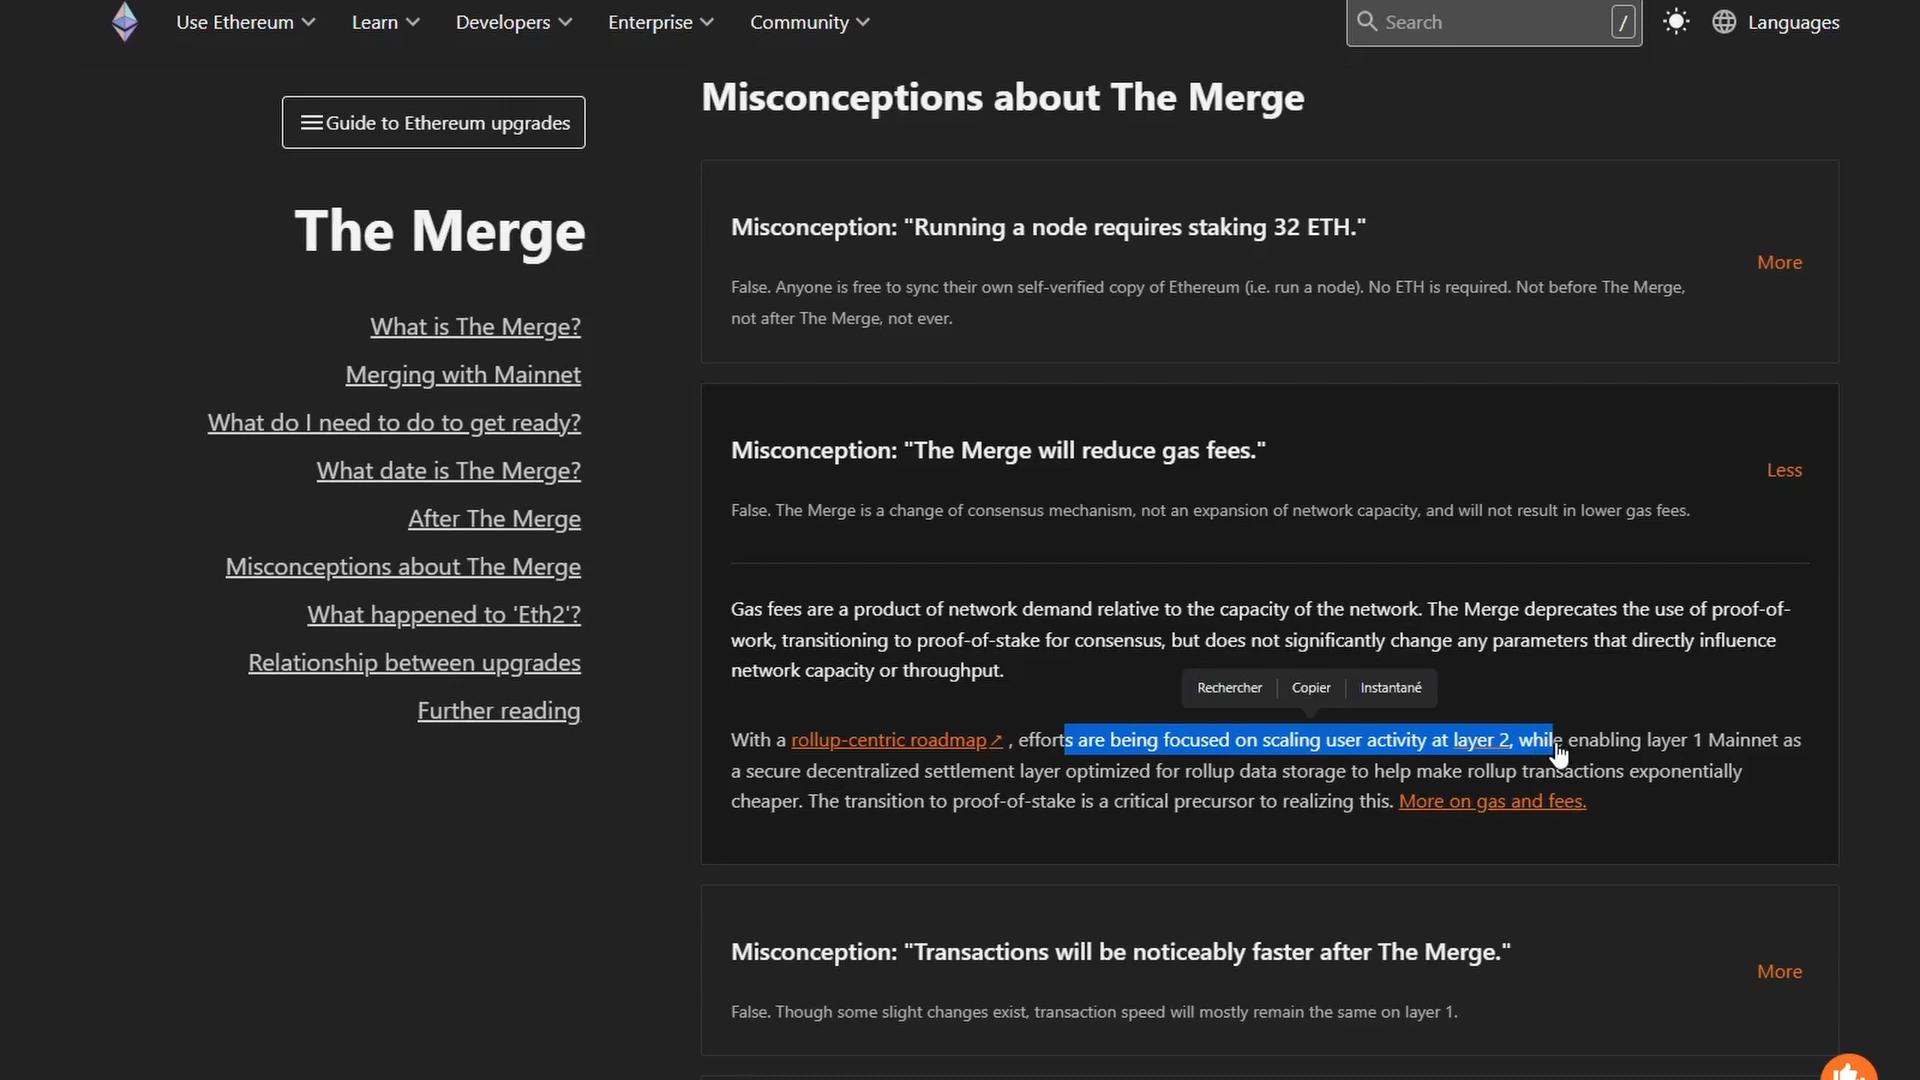 Use Ethereum Learn Developers Enterprise Community Search / Languages
Guide to Ethereum upgrades
The Merge
What is The Merge?
Merging with Mainnet
What do I need to do to get ready?
What date is The Merge?
After The Merge
Misconceptions about The Merge
What happened to 'Eth2'?
Relationship between upgrades
Further reading
Misconceptions about The Merge
Misconception: "Running a node requires staking 32 ETH."
More
False. Anyone is free to sync their own self-verified copy of Ethereum (i.e. run a node). No ETH is required. Not before The Merge,
not after The Merge, not ever.
Misconception: "The Merge will reduce gas fees."
Less
False. The Merge is a change of consensus mechanism, not an expansion of network capacity, and will not result in lower gas fees.
Gas fees are a product of network demand relative to the capacity of the network. The Merge deprecates the use of proof-of-
work, transitioning to proof-of-stake for consensus, but does not significantly change any parameters that directly influence
network capacity or throughput.
Rechercher Copier Instantané
With a rollup-centric roadmap↗ , efforts are being focused on scaling user activity at layer 2, while enabling layer 1 Mainnet as
a secure decentralized settlement layer optimized for rollup data storage to help make rollup transactions exponentially
cheaper. The transition to proof-of-stake is a critical precursor to realizing this. More on gas and fees.
Misconception: "Transactions will be noticeably faster after The Merge."
More
False. Though some slight changes exist, transaction speed will mostly remain the same on layer 1.